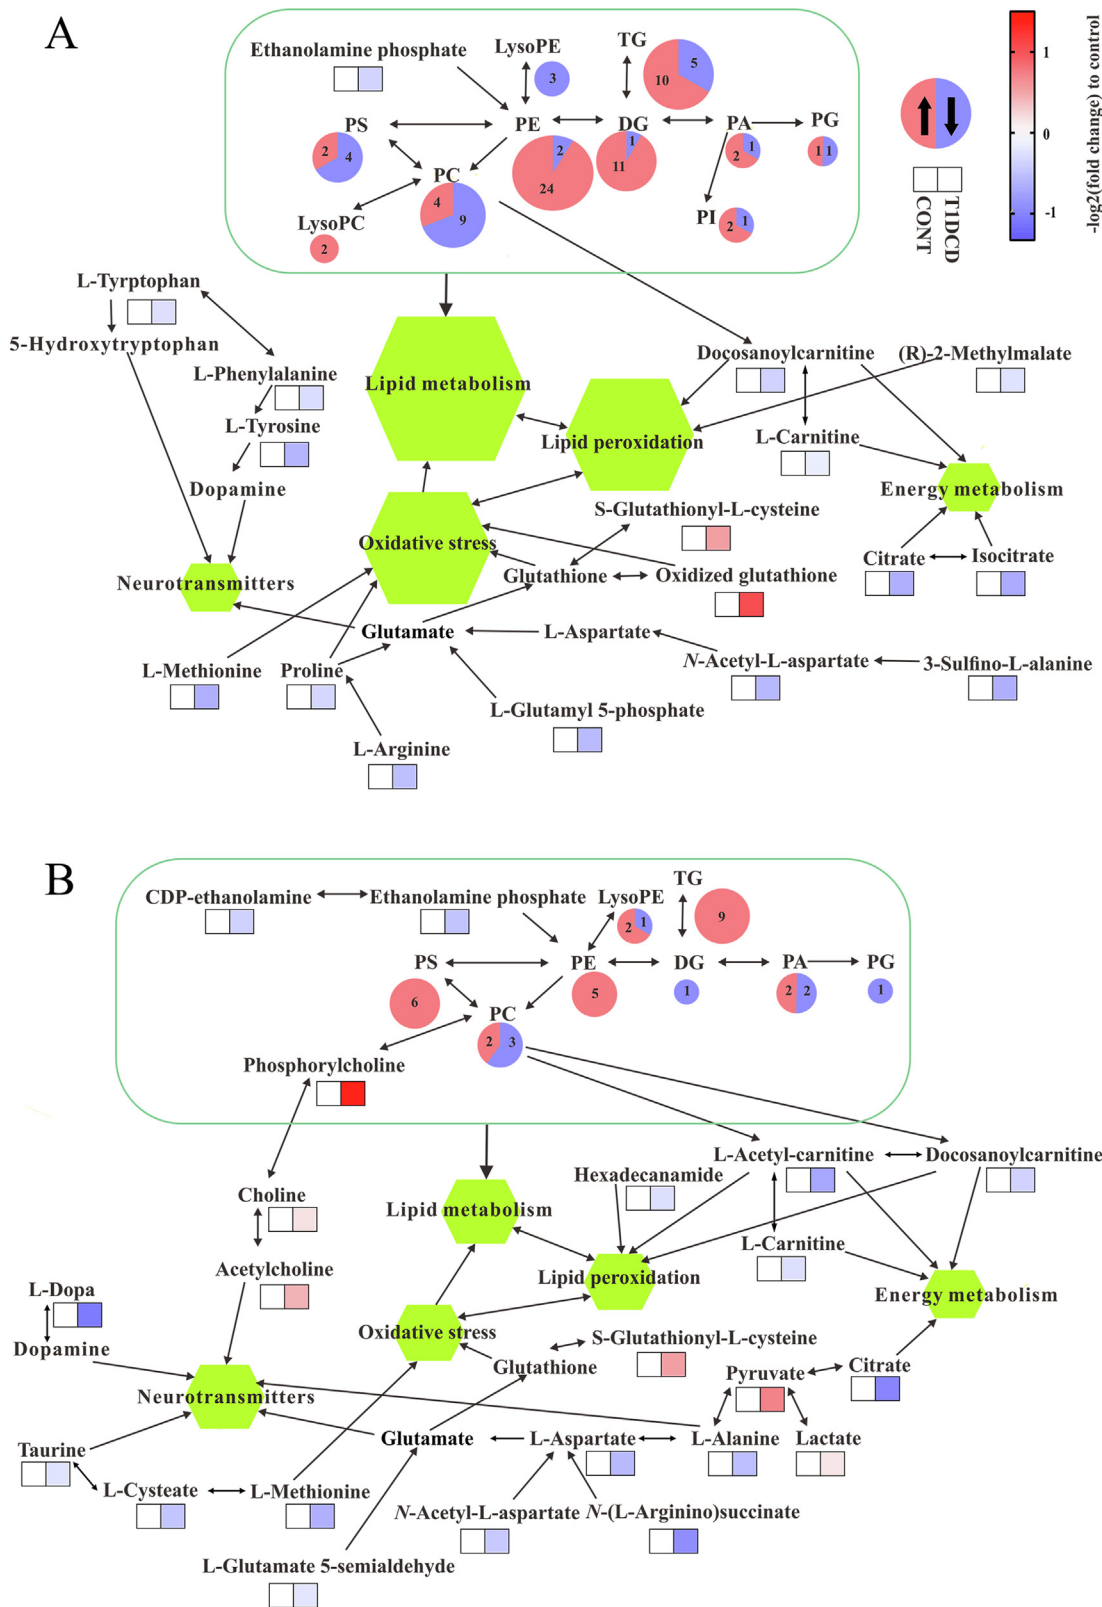 A
Ethanolamine phosphate
LysoPE
3
TG
10
5
PS
2
4
PE
2
24
DG
1
11
PA
1
2
PG
1
1
PC
4
9
LysoPC
2
PI
2
1
CONT
T1DCD
1
0
-1
-log2(fold change) to control
L-Tyrptophan
5-Hydroxytryptophan
L-Phenylalanine
L-Tyrosine
Dopamine
Neurotransmitters
Lipid metabolism
Lipid peroxidation
Docosanoylcarnitine
(R)-2-Methylmalate
L-Carnitine
Energy metabolism
Oxidative stress
S-Glutathionyl-L-cysteine
Glutathione
Oxidized glutathione
Citrate
Isocitrate
Glutamate
L-Aspartate
L-Methionine
Proline
N-Acetyl-L-aspartate
3-Sulfino-L-alanine
L-Glutamyl 5-phosphate
L-Arginine
B
CDP-ethanolamine
Ethanolamine phosphate
LysoPE
2
1
TG
9
PS
6
PE
5
DG
1
PA
2
2
PG
1
PC
2
3
Phosphorylcholine
Choline
Acetylcholine
Lipid metabolism
Hexadecanamide
L-Acetyl-carnitine
Docosanoylcarnitine
L-Carnitine
Lipid peroxidation
Energy metabolism
L-Dopa
Dopamine
Oxidative stress
S-Glutathionyl-L-cysteine
Glutathione
Pyruvate
Citrate
Neurotransmitters
Taurine
Glutamate
L-Aspartate
L-Alanine
Lactate
L-Cysteate
L-Methionine
N-Acetyl-L-aspartate
N-(L-Arginino)succinate
L-Glutamate 5-semialdehyde